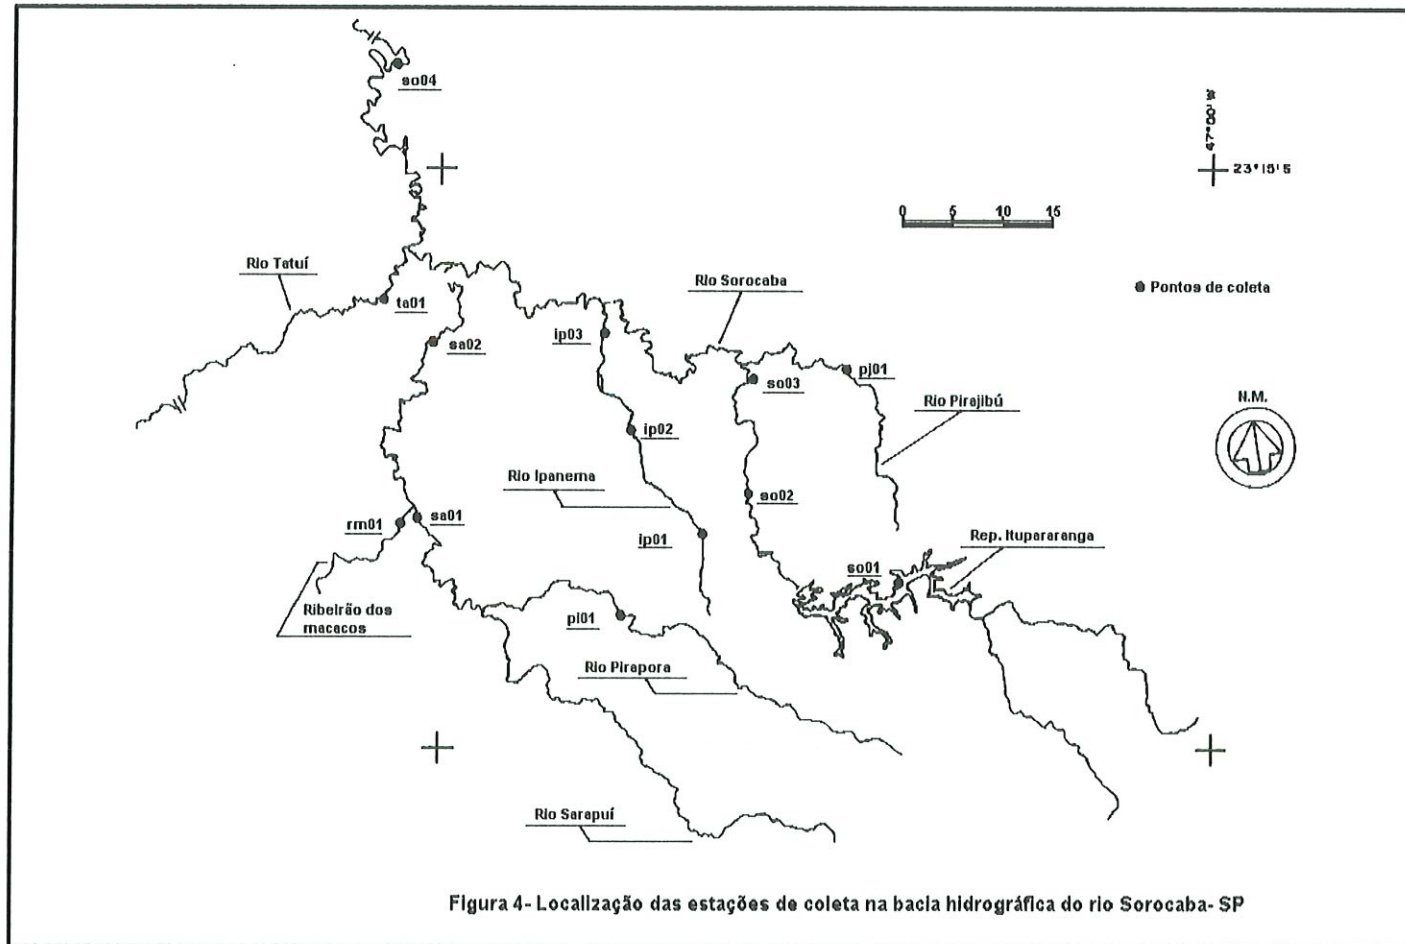 so04
47°00' W
23°15'S
0 5 10 15
Rio Tatuí
Rio Sorocaba
Pontos de coleta
ta01
ip03
sa02
so03
pj01
N.M.
Rio Pirajibú
ip02
Rio Ipanema
so02
rm01
sa01
ip01
Rep. Itupararanga
so01
Ribeirão dos
macacos
pi01
Rio Pirapora
Rio Sarapuí
Figura 4- Localização das estações de coleta na bacia hidrográfica do rio Sorocaba- SP